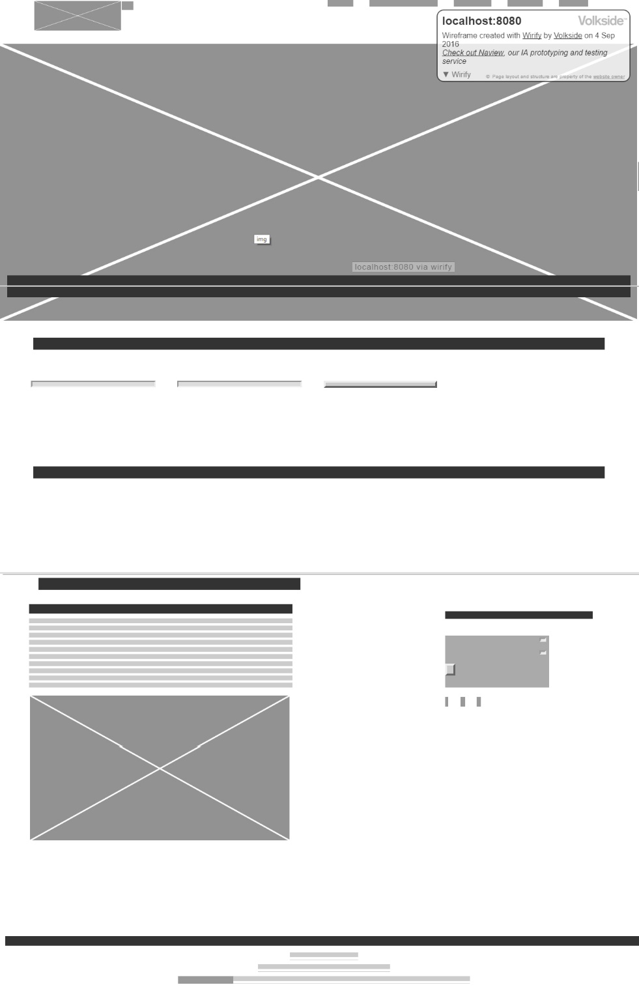 localhost:8080
Volkside™
Wireframe created with Wirify by Volkside on 4 Sep
2016
Check out Naview, our IA prototyping and testing
service
▼ Wirify
© Page layout and structure are property of the website owner
img
localhost:8080 via wirify